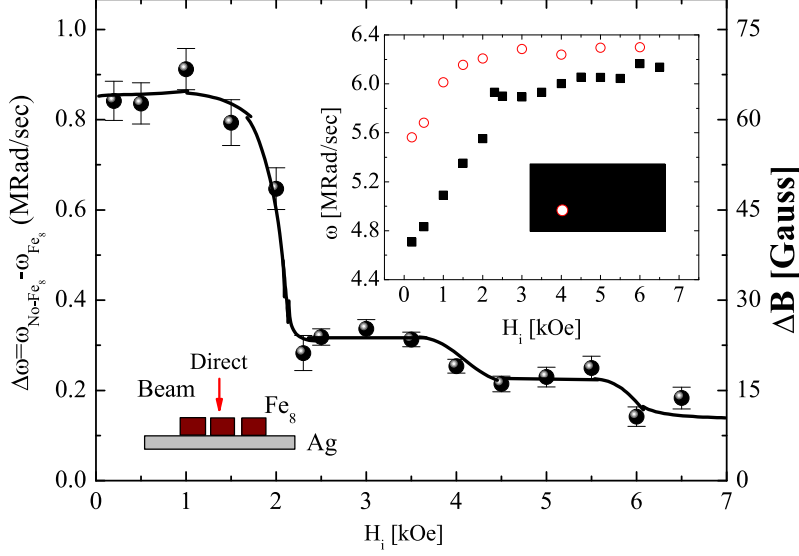 Δω=ω_No-Fe₈-ω_Fe₈ (MRad/sec)
1.0
0.8
0.6
0.4
0.2
0.0
0 1 2 3 4 5 6 7
H_i [kOe]
75
60
45
30
15
0
ΔB [Gauss]
Direct
Beam
Fe₈
Ag
ω [MRad/sec]
6.4
6.0
5.6
5.2
4.8
4.4
0 1 2 3 4 5 6 7
H_i [kOe]